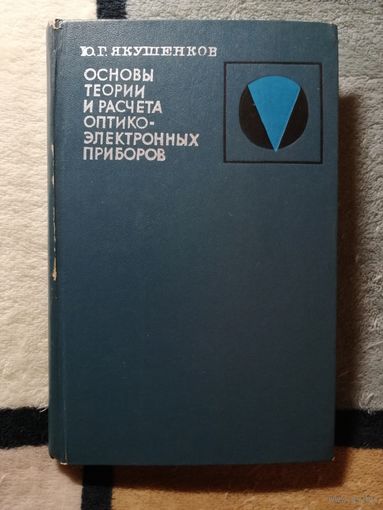 Ю.Г. ЯКУШЕНКОВ
ОСНОВЫ
ТЕОРИИ
И РАСЧЕТА
ОПТИКО-
ЭЛЕКТРОННЫХ
ПРИБОРОВ